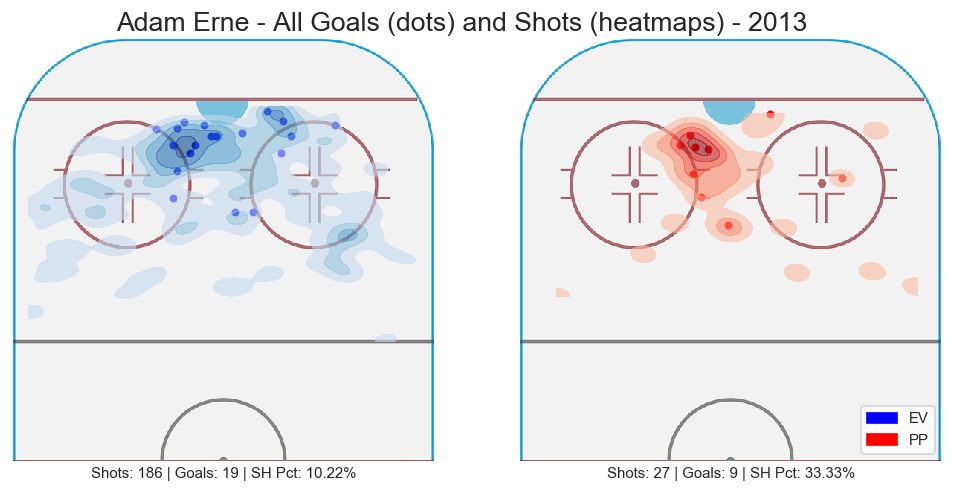 Adam Erne - All Goals (dots) and Shots (heatmaps) - 2013
EV
PP
Shots: 186 | Goals: 19 | SH Pct: 10.22%
Shots: 27 | Goals: 9 | SH Pct: 33.33%